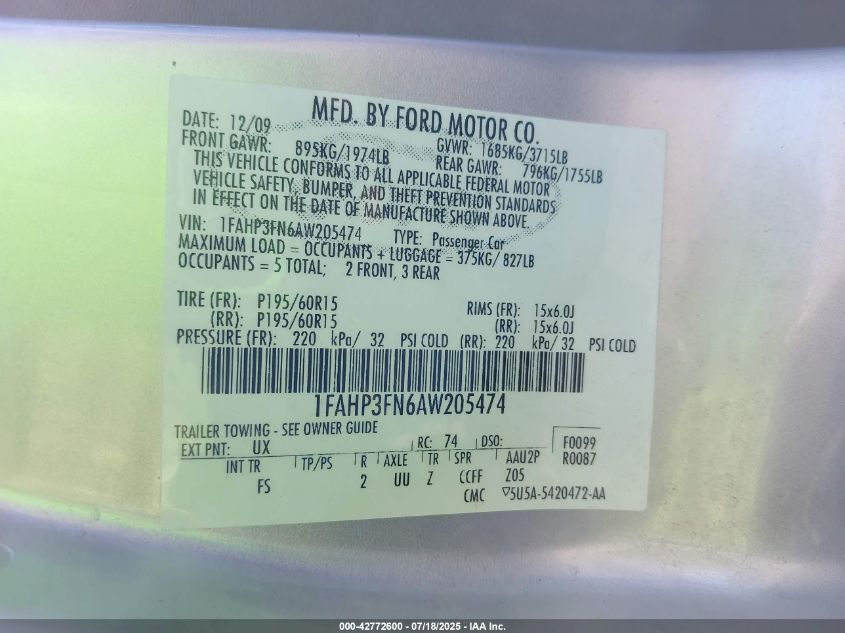 MFD. BY FORD MOTOR CO.
DATE: 12/09 GVWR: 1685KG/3715LB
FRONT GAWR: 895KG/1974LB REAR GAWR: 796KG/1755LB
THIS VEHICLE CONFORMS TO ALL APPLICABLE FEDERAL MOTOR
VEHICLE SAFETY, BUMPER, AND THEFT PREVENTION STANDARDS
IN EFFECT ON THE DATE OF MANUFACTURE SHOWN ABOVE.
VIN: 1FAHP3FN6AW205474 TYPE: Passenger Car
MAXIMUM LOAD = OCCUPANTS + LUGGAGE = 375KG/ 827LB
OCCUPANTS = 5 TOTAL; 2 FRONT, 3 REAR
TIRE (FR): P195/60R15 RIMS (FR): 15x6.0J
(RR): P195/60R15 (RR): 15x6.0J
PRESSURE (FR): 220 kPa/ 32 PSI COLD (RR): 220 kPa/ 32 PSI COLD
1FAHP3FN6AW205474
TRAILER TOWING - SEE OWNER GUIDE
EXT PNT: UX RC: 74 DSO: F0099
INT TR TP/PS R AXLE TR SPR AAU2P R0087
FS 2 UU Z CCFF Z05
CMC ▽5U5A-5420472-AA
000-42772600 - 07/18/2025 - IAA Inc.